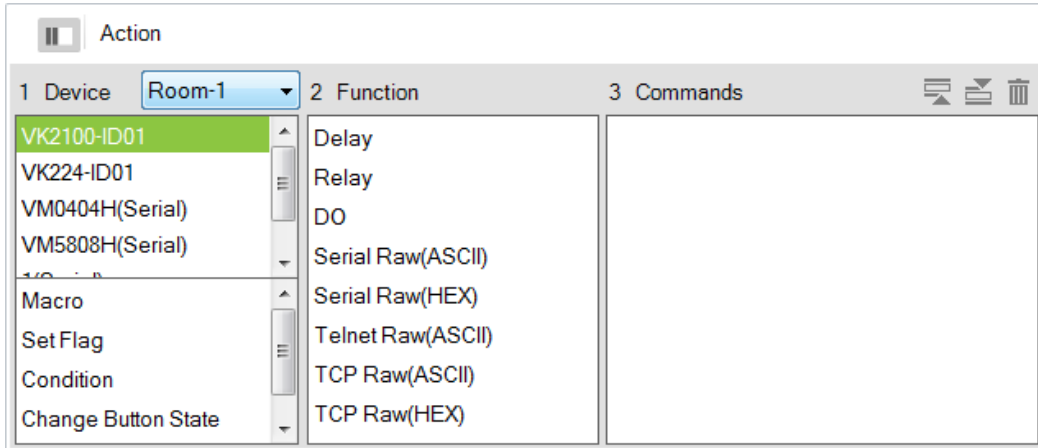 Action
1 Device Room-1 2 Function 3 Commands
VK2100-ID01
VK224-ID01
VM0404H(Serial)
VM5808H(Serial)
Macro
Set Flag
Condition
Change Button State
Delay
Relay
DO
Serial Raw(ASCII)
Serial Raw(HEX)
Telnet Raw(ASCII)
TCP Raw(ASCII)
TCP Raw(HEX)